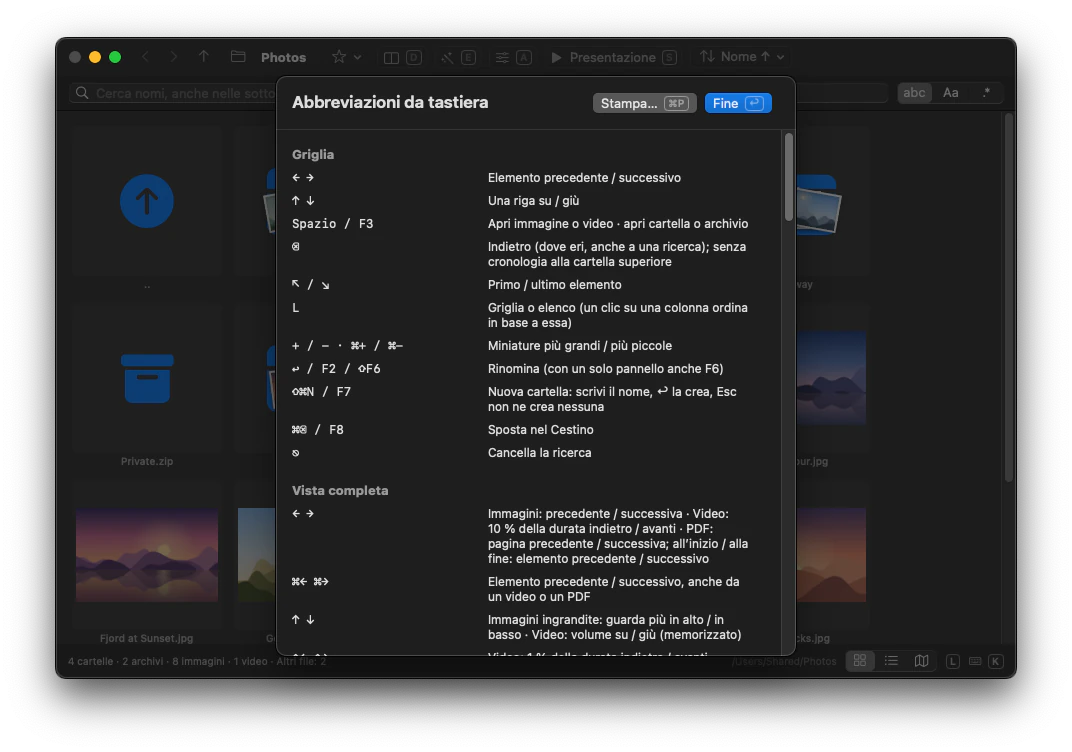 Photos
D
E
A
Presentazione S
Nome
Cerca nomi, anche nelle sotto
abc Aa .*
Abbreviazioni da tastiera
Stampa... ⌘P
Fine ↩
Griglia
← → Elemento precedente / successivo
↑ ↓ Una riga su / giù
Spazio / F3 Apri immagine o video · apri cartella o archivio
⌫ Indietro (dove eri, anche a una ricerca); senza
cronologia alla cartella superiore
↖ / ↘ Primo / ultimo elemento
L Griglia o elenco (un clic su una colonna ordina
in base a essa)
+ / − · ⌘+ / ⌘− Miniature più grandi / più piccole
↩ / F2 / ⇧F6 Rinomina (con un solo pannello anche F6)
⇧⌘N / F7 Nuova cartella: scrivi il nome, ↩ la crea, Esc
non ne crea nessuna
⌘⌫ / F8 Sposta nel Cestino
⎋ Cancella la ricerca
Vista completa
← → Immagini: precedente / successiva · Video:
10 % della durata indietro / avanti · PDF:
pagina precedente / successiva; all’inizio / alla
fine: elemento precedente / successivo
⌘← ⌘→ Elemento precedente / successivo, anche da
un video o un PDF
↑ ↓ Immagini ingrandite: guarda più in alto / in
basso · Video: volume su / giù (memorizzato)
..
Private.zip
Fjord at Sunset.jpg
4 cartelle · 2 archivi · 8 immagini · 1 video · Altri file: 2
/Users/Shared/Photos
L K